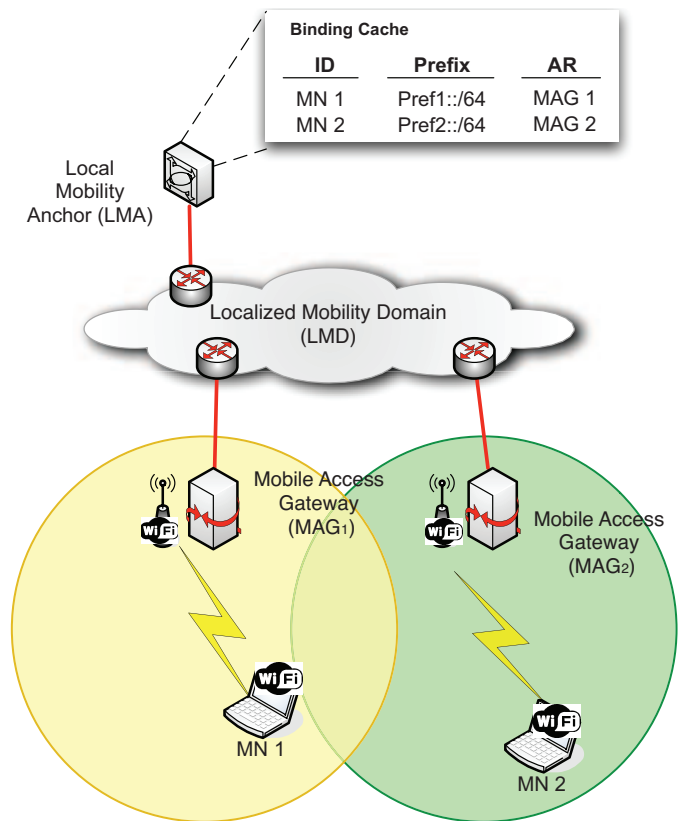 Binding Cache
ID Prefix AR
MN 1 Pref1::/64 MAG 1
MN 2 Pref2::/64 MAG 2
Local
Mobility
Anchor (LMA)
Localized Mobility Domain
(LMD)
Mobile Access
Gateway
(MAG1)
Wi Fi
Mobile Access
Gateway
(MAG2)
Wi Fi
Wi Fi
MN 1
Wi Fi
MN 2